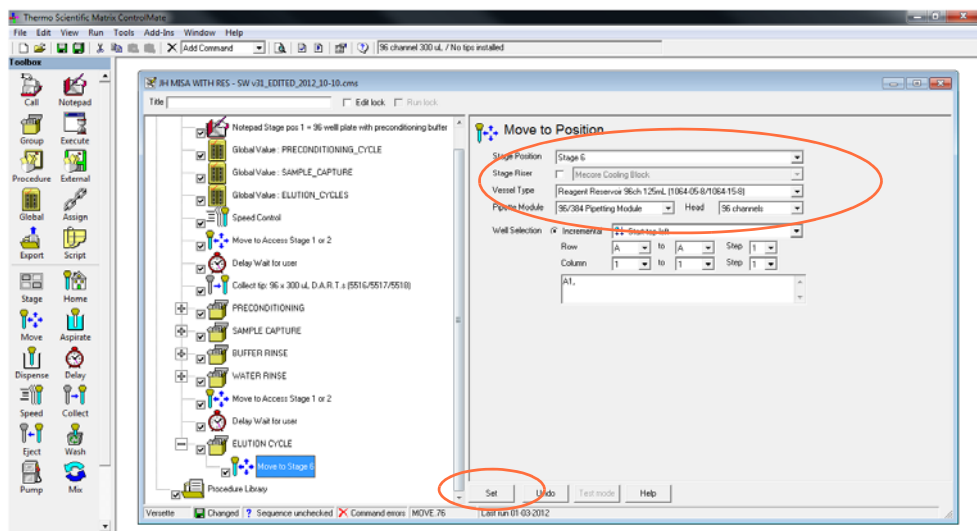 Thermo Scientific Matrix ControlMate
File Edit View Run Tools Add-Ins Window Help
Add Command
96 channel 300 uL / No tips installed
Toolbox
Call Notepad
Group Execute
Procedure External
Global Assign
Export Script
Stage Home
Move Aspirate
Dispense Delay
Speed Collect
Eject Wash
Pump Mix
JH MISA WITH RES - SW v31_EDITED_2012_10-10.cms
Title Edit lock Run lock
Notepad Stage pos 1 = 96 well plate with preconditioning buffer
Global Value : PRECONDITIONING_CYCLE
Global Value : SAMPLE_CAPTURE
Global Value : ELUTION_CYCLES
Speed Control
Move to Access Stage 1 or 2
Delay Wait for user
Collect tip: 96 x 300 uL D.A.R.T.s (5516/5517/5518)
PRECONDITIONING
SAMPLE CAPTURE
BUFFER RINSE
WATER RINSE
Move to Access Stage 1 or 2
Delay Wait for user
ELUTION CYCLE
Move to Stage 6
Procedure Library
Move to Position
Stage Position Stage 6
Stage Riser Mecore Cooling Block
Vessel Type Reagent Reservoir 96ch 125mL (1064-05-8/1064-15-8)
Pipette Module 96/384 Pipetting Module Head 96 channels
Well Selection Incremental Start top left
Row A to A Step 1
Column 1 to 1 Step 1
A1,
Set Undo Test mode Help
Versette Changed ? Sequence unchecked Command errors MOVE.76 Last run 01-03-2012